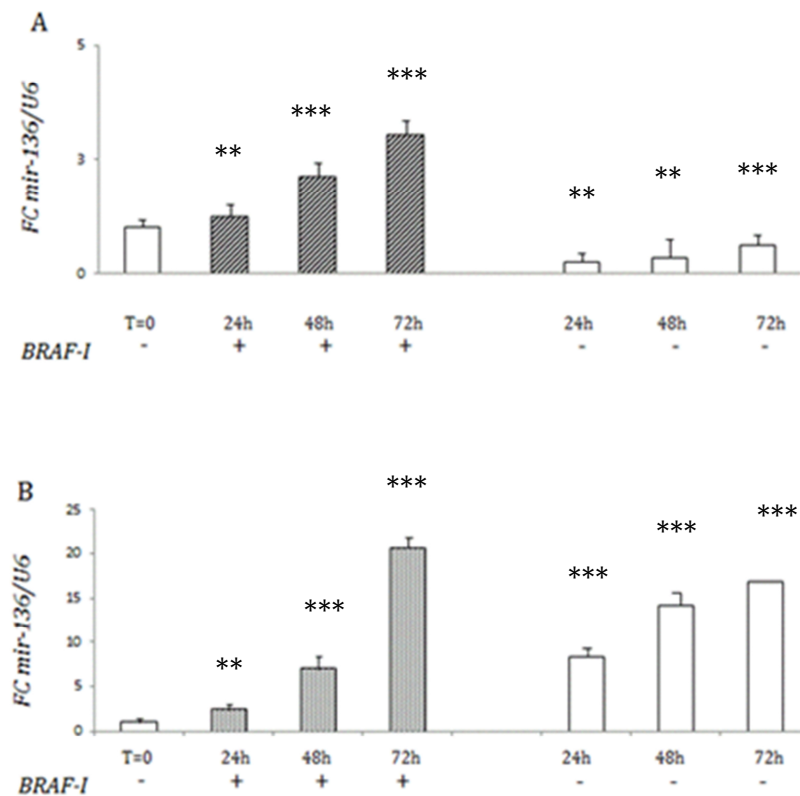 A
5
***
***
**
***
**
**
3
0
FC mir-136/U6
T=0 24h 48h 72h 24h 48h 72h
BRAF-I - + + + - - -
B
***
25
***
***
20
***
15
***
10
**
5
0
FC mir-136/U6
T=0 24h 48h 72h 24h 48h 72h
BRAF-I - + + + - - -